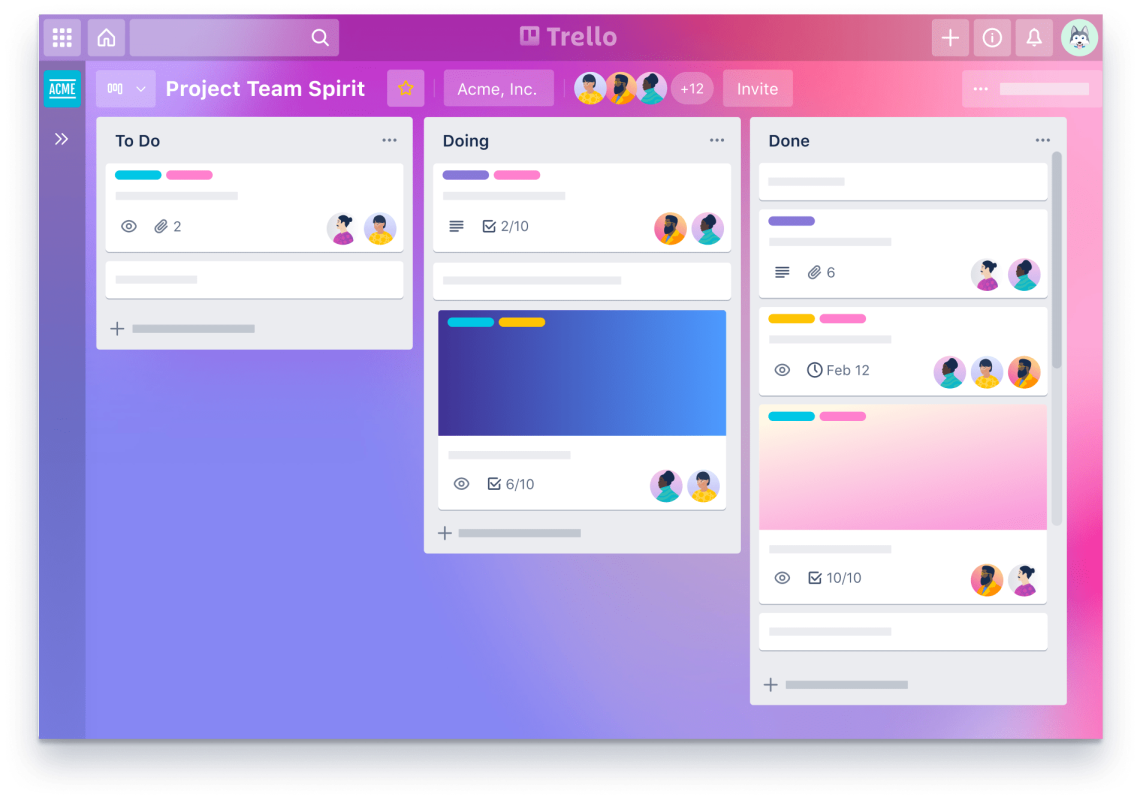 Trello
ACME
Project Team Spirit
Acme, Inc.
+12
Invite
To Do
2
Doing
2/10
6/10
Done
6
Feb 12
10/10